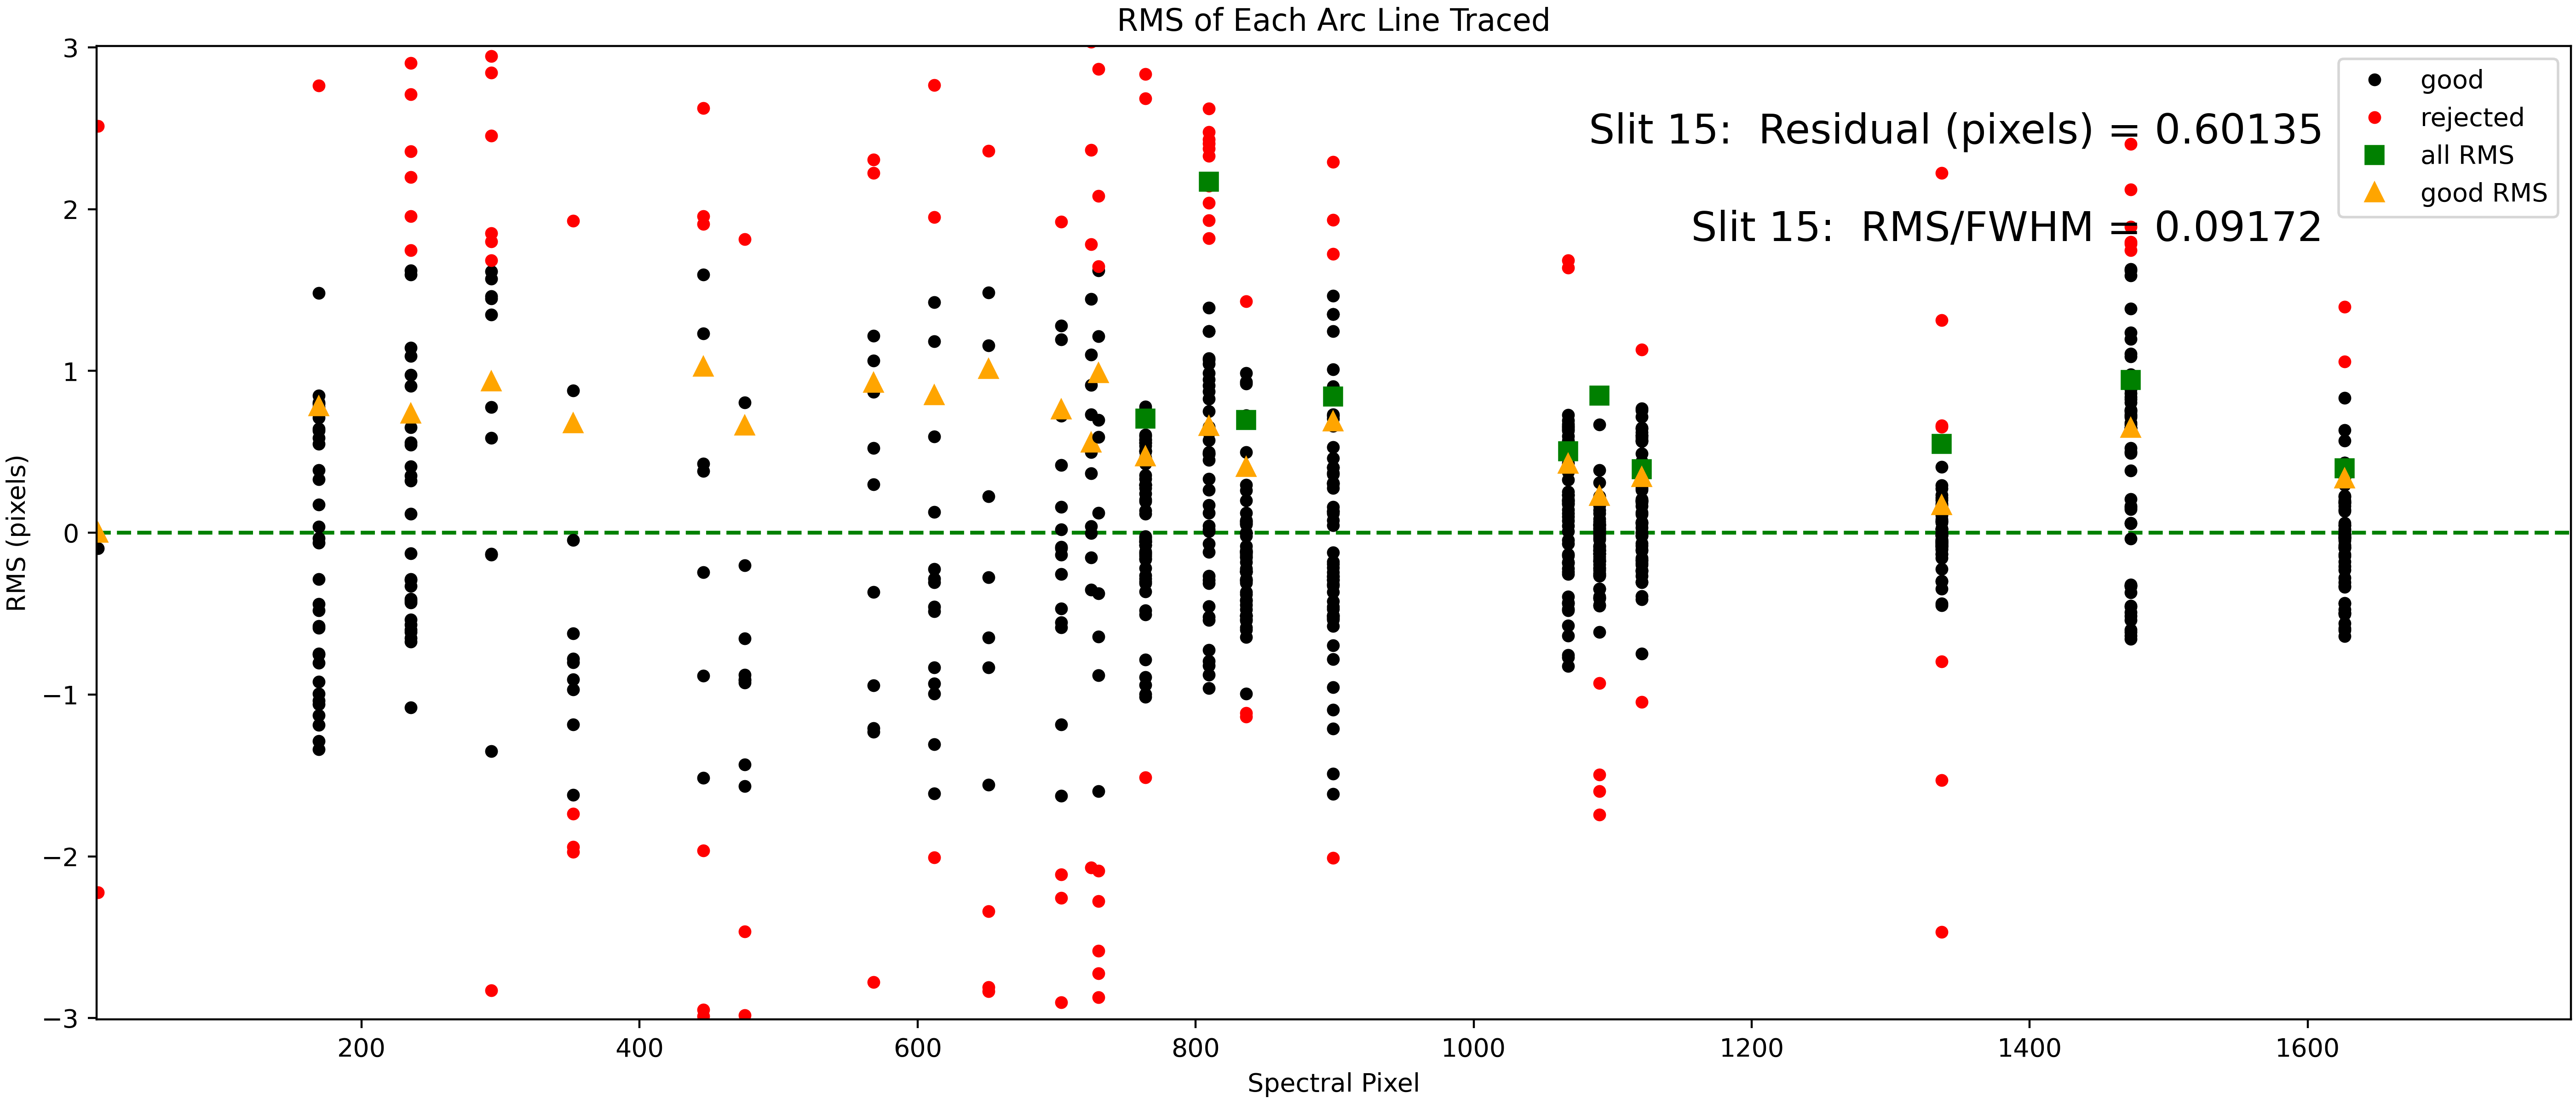 RMS of Each Arc Line Traced
3
2
1
0
−1
−2
−3
RMS (pixels)
Slit 15: Residual (pixels) = 0.60135
Slit 15: RMS/FWHM = 0.09172
good
rejected
all RMS
good RMS
200 400 600 800 1000 1200 1400 1600
Spectral Pixel